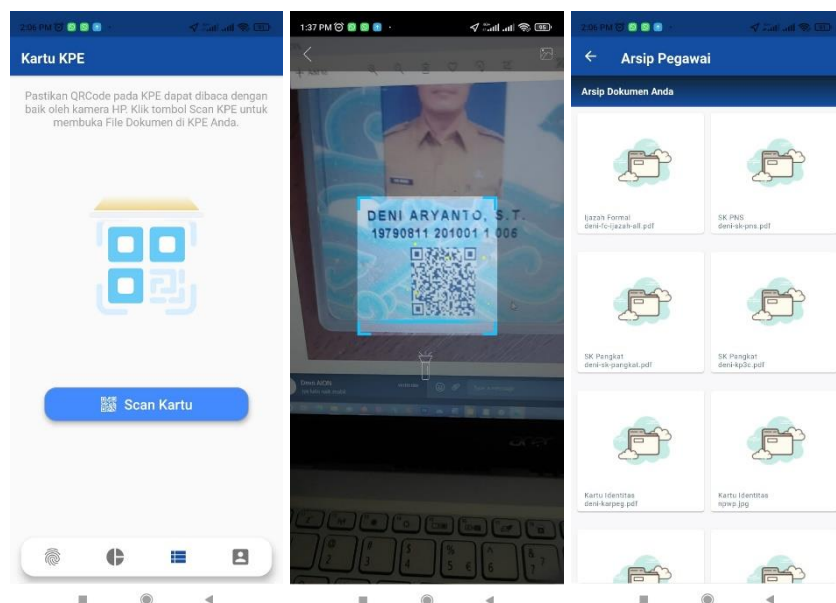 2:06 PM
Kartu KPE
Pastikan QRCode pada KPE dapat dibaca dengan
baik oleh kamera HP. Klik tombol Scan KPE untuk
membuka File Dokumen di KPE Anda.
Scan Kartu
1:37 PM
95
DENI ARYANTO, S.T.
19790811 201001 1 006
Type a message
acer
2:06 PM
Arsip Pegawai
Arsip Dokumen Anda
Ijazah Formal
deni-fc-ijazah-all.pdf
SK PNS
deni-sk-pns.pdf
SK Pangkat
deni-sk-pangkat.pdf
SK Pangkat
deni-kp3c.pdf
Kartu Identitas
deni-karpeg.pdf
Kartu Identitas
npwp.jpg